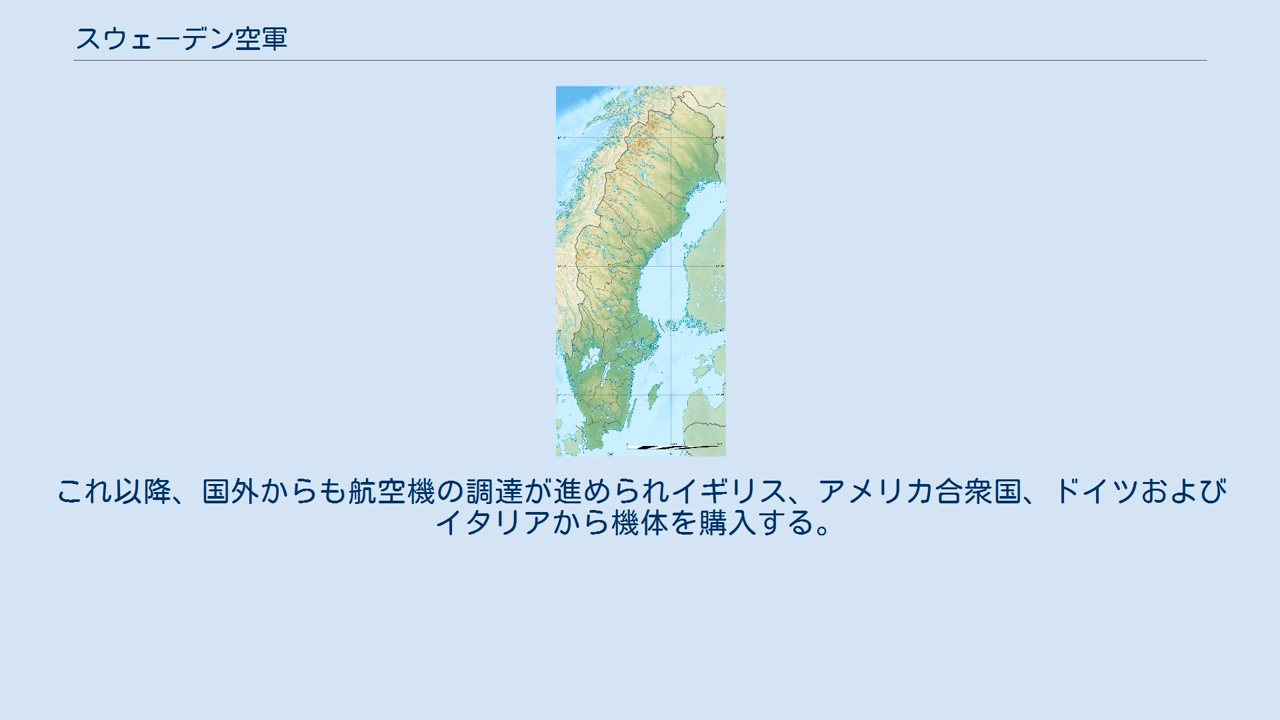 スウェーデン空軍
これ以降、国外からも航空機の調達が進められイギリス、アメリカ合衆国、ドイツおよび
イタリアから機体を購入する。